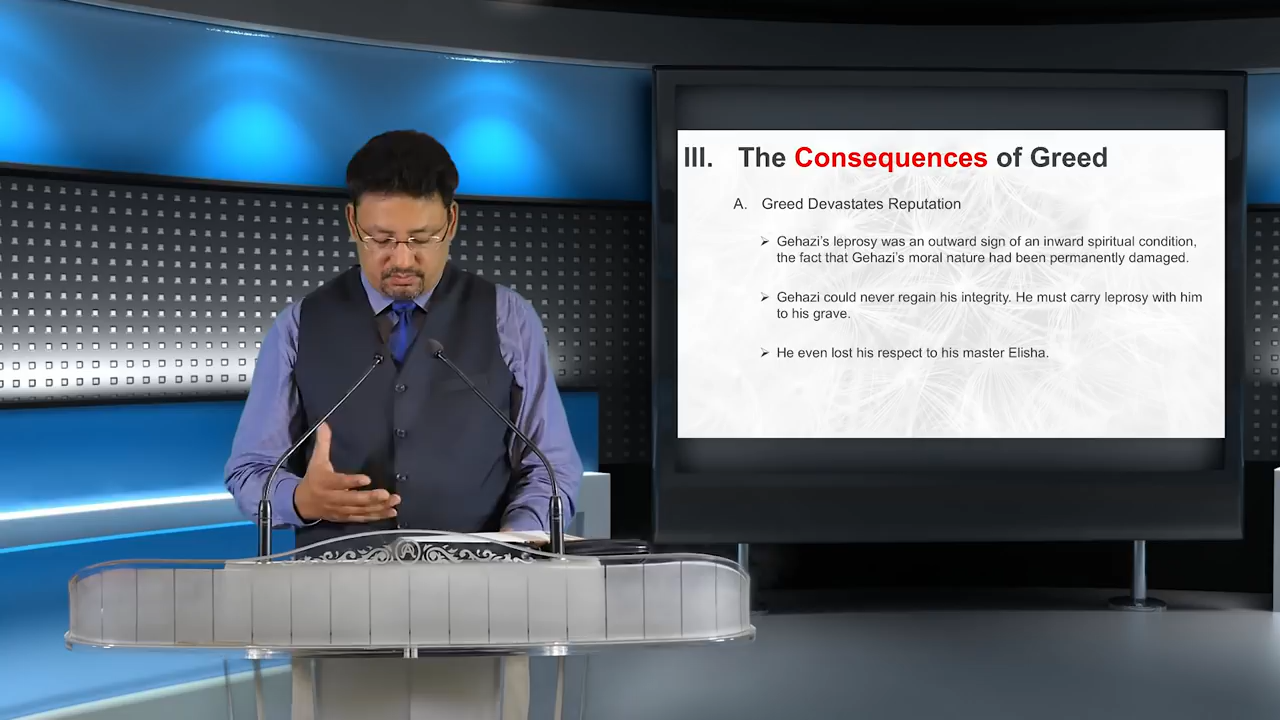 III. The Consequences of Greed
A. Greed Devastates Reputation
➢ Gehazi's leprosy was an outward sign of an inward spiritual condition,
the fact that Gehazi's moral nature had been permanently damaged.
➢ Gehazi could never regain his integrity. He must carry leprosy with him
to his grave.
➢ He even lost his respect to his master Elisha.